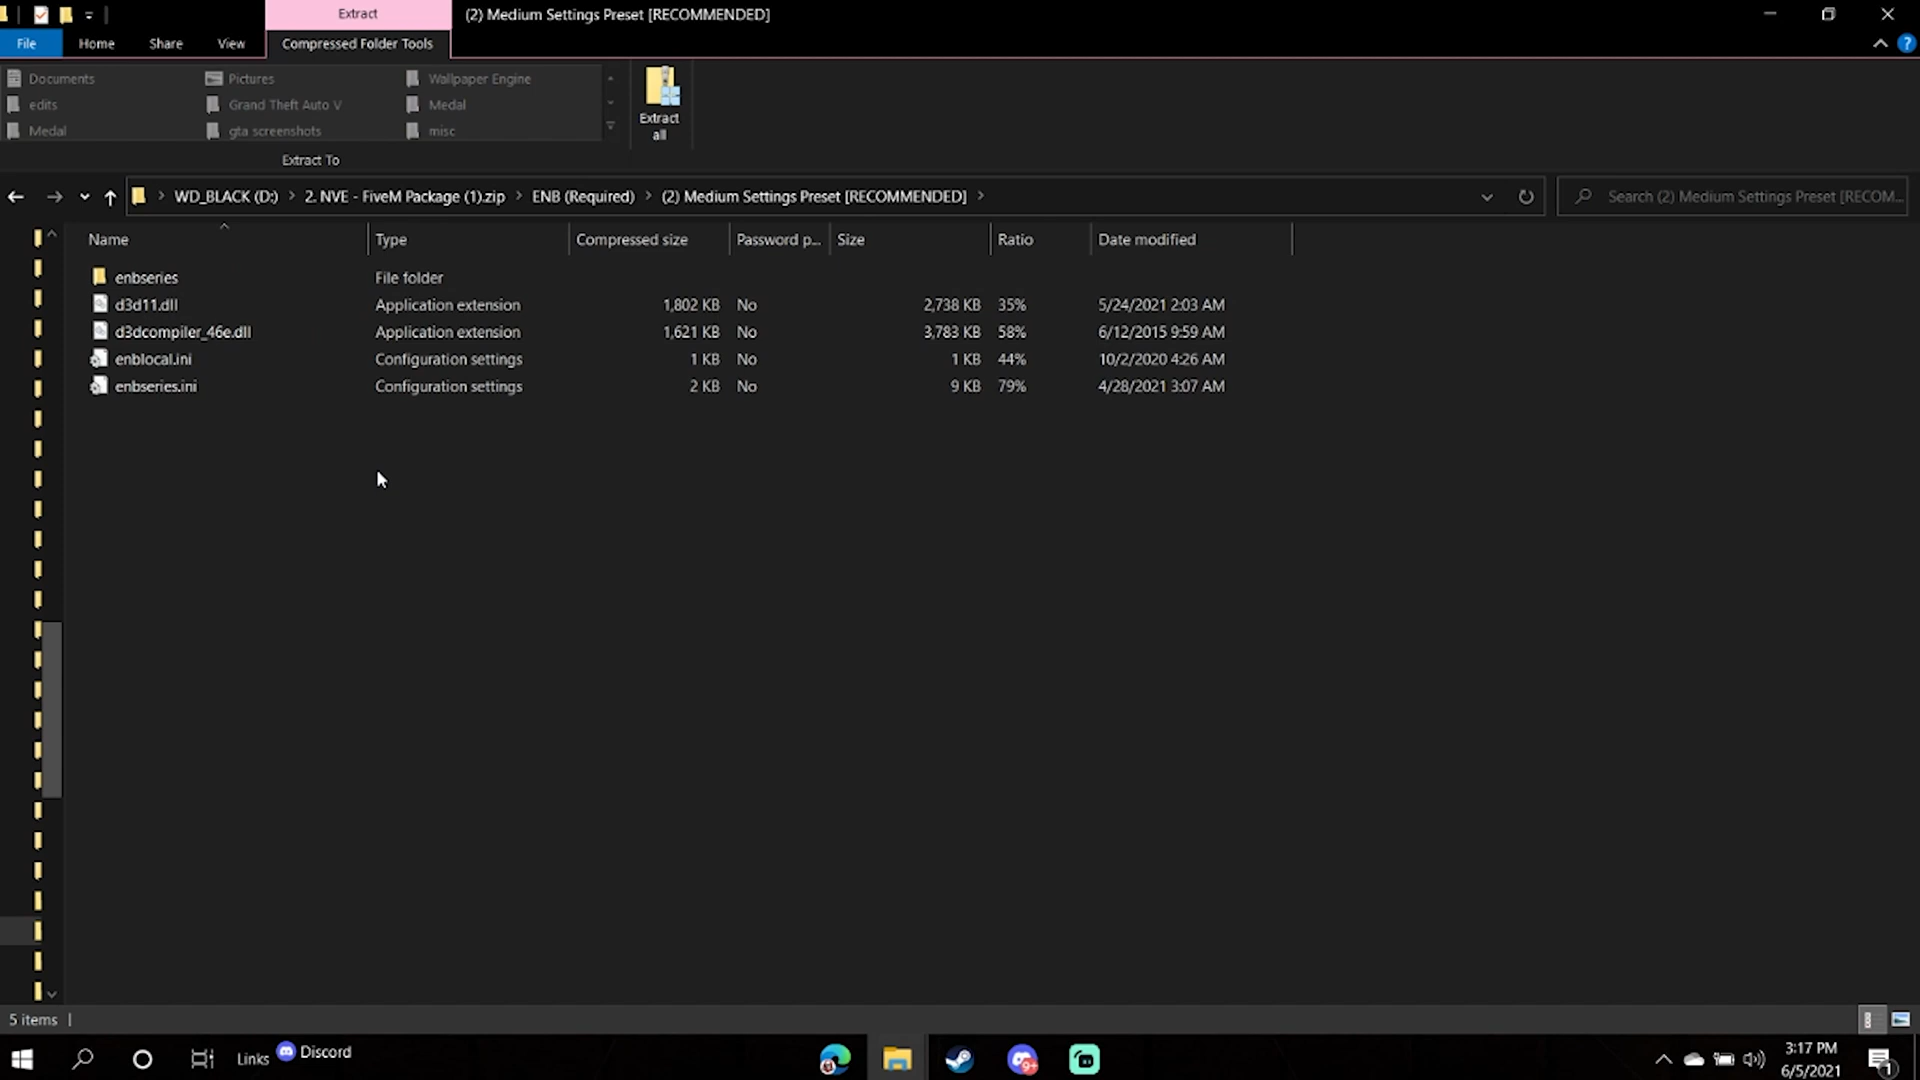 Extract
(2) Medium Settings Preset [RECOMMENDED]
File
Home
Share
View
Compressed Folder Tools
Documents
Pictures
Wallpaper Engine
edits
Grand Theft Auto V
Medal
Medal
gta screenshots
misc
Extract
all
Extract To
WD_BLACK (D:) > 2. NVE - FiveM Package (1).zip > ENB (Required) > (2) Medium Settings Preset [RECOMMENDED] >
Search (2) Medium Settings Preset [RECOM...
Name Type Compressed size Password p... Size Ratio Date modified
enbseries File folder
d3d11.dll Application extension 1,802 KB No 2,738 KB 35% 5/24/2021 2:03 AM
d3dcompiler_46e.dll Application extension 1,621 KB No 3,783 KB 58% 6/12/2015 9:59 AM
enblocal.ini Configuration settings 1 KB No 1 KB 44% 10/2/2020 4:26 AM
enbseries.ini Configuration settings 2 KB No 9 KB 79% 4/28/2021 3:07 AM
5 items
Links
Discord
9+
3:17 PM
6/5/2021
1